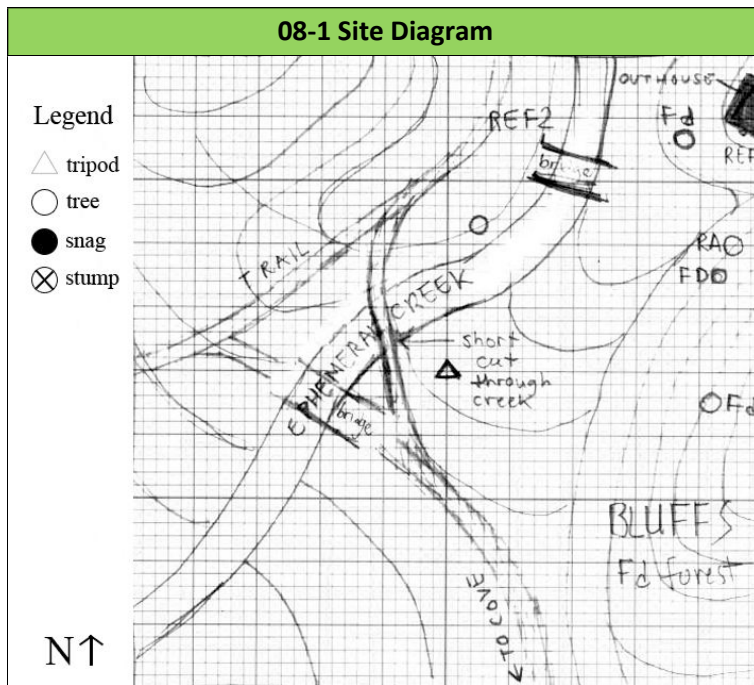 08-1 Site Diagram
Legend
tripod
tree
snag
stump
N↑
OUTHOUSE
Fd
REF2
REF
bridge
TRAIL
RA
FD
EPHEMERAL CREEK
short
cut
through
creek
bridge
Fd
BLUFFS
Fd forest
TO COVE